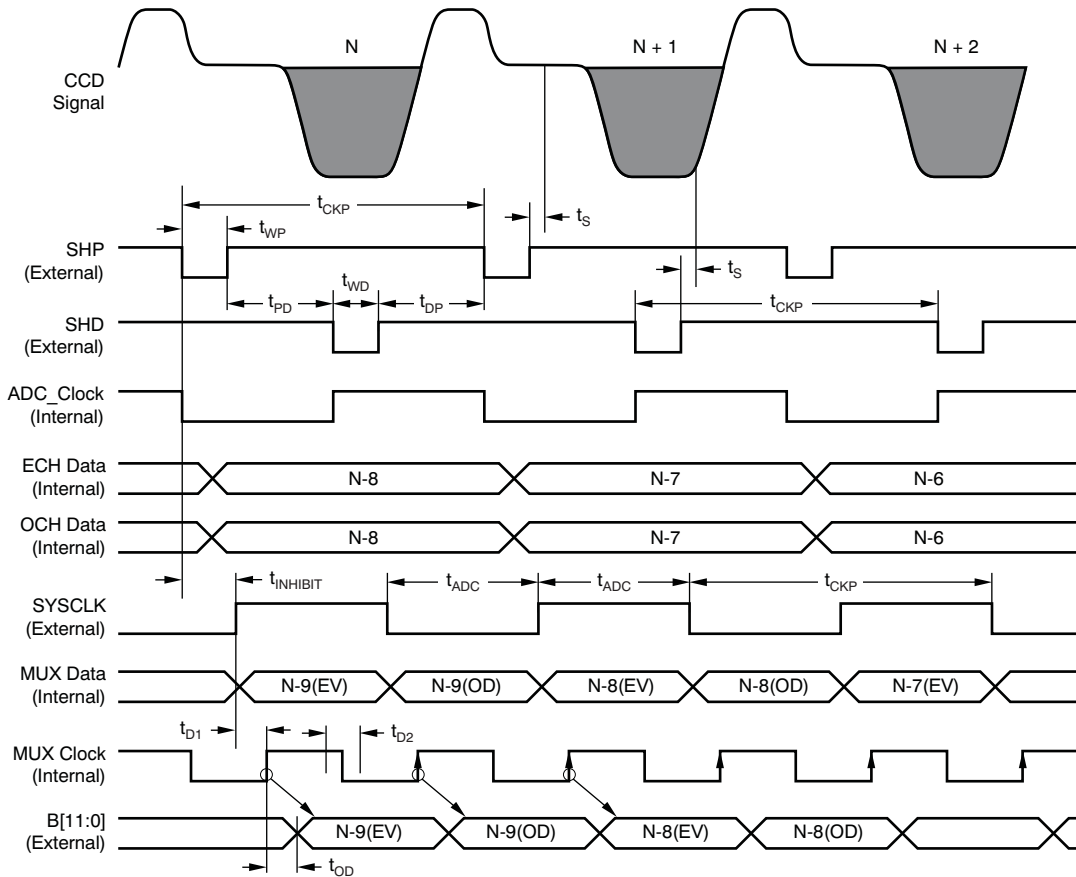 N
N + 1
N + 2
CCD
Signal
tCKP
tWP
tS
SHP
(External)
tWD
tS
tPD
tDP
tCKP
SHD
(External)
ADC_Clock
(Internal)
ECH Data
(Internal)
N-8
N-7
N-6
OCH Data
(Internal)
N-8
N-7
N-6
tINHIBIT
tADC
tADC
tCKP
SYSCLK
(External)
MUX Data
(Internal)
N-9(EV)
N-9(OD)
N-8(EV)
N-8(OD)
N-7(EV)
tD1
tD2
MUX Clock
(Internal)
B[11:0]
(External)
N-9(EV)
N-9(OD)
N-8(EV)
N-8(OD)
tOD